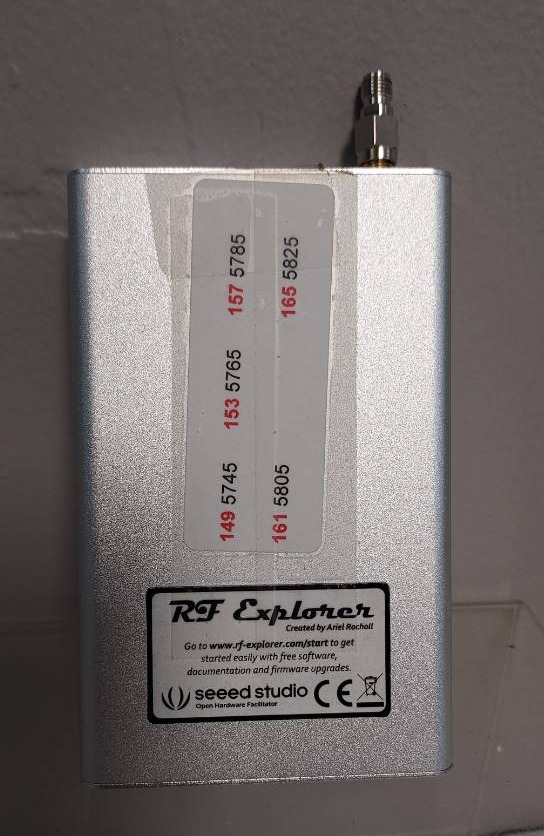 149 5745 153 5765 157 5785
161 5805 165 5825
RF Explorer
Created by Ariel Rocholl
Go to www.rf-explorer.com/start to get
started easily with free software,
documentation and firmware upgrades.
seeed studio
Open Hardware Facilitator
CE